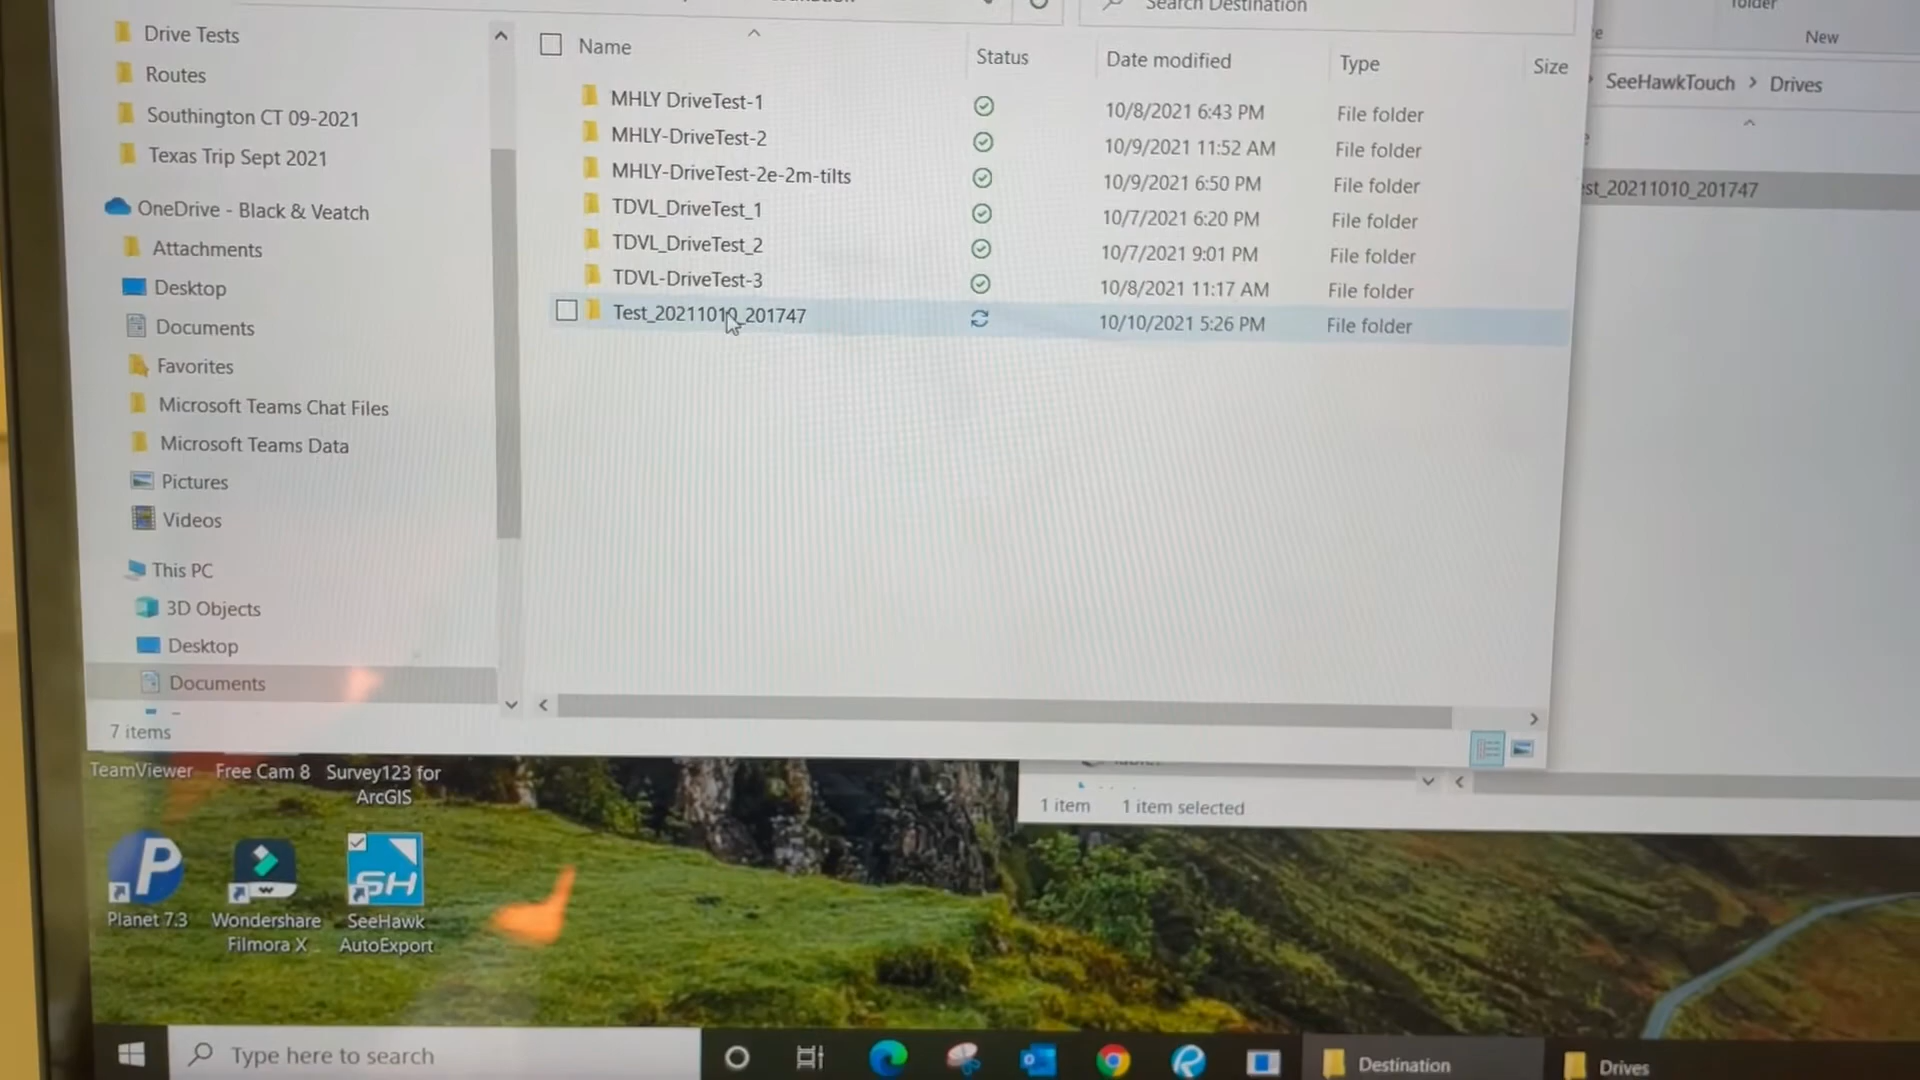 Search Destination
folder
New
Drive Tests
Routes
Southington CT 09-2021
Texas Trip Sept 2021
OneDrive - Black & Veatch
Attachments
Desktop
Documents
Favorites
Microsoft Teams Chat Files
Microsoft Teams Data
Pictures
Videos
This PC
3D Objects
Desktop
Documents
7 items
Name Status Date modified Type Size
MHLY DriveTest-1 10/8/2021 6:43 PM File folder
MHLY-DriveTest-2 10/9/2021 11:52 AM File folder
MHLY-DriveTest-2e-2m-tilts 10/9/2021 6:50 PM File folder
TDVL_DriveTest_1 10/7/2021 6:20 PM File folder
TDVL_DriveTest_2 10/7/2021 9:01 PM File folder
TDVL-DriveTest-3 10/8/2021 11:17 AM File folder
Test_20211010_201747 10/10/2021 5:26 PM File folder
SeeHawkTouch > Drives
est_20211010_201747
1 item 1 item selected
TeamViewer Free Cam 8 Survey123 for
ArcGIS
P
SH
Planet 7.3 Wondershare SeeHawk
Filmora X AutoExport
Type here to search
Destination
Drives